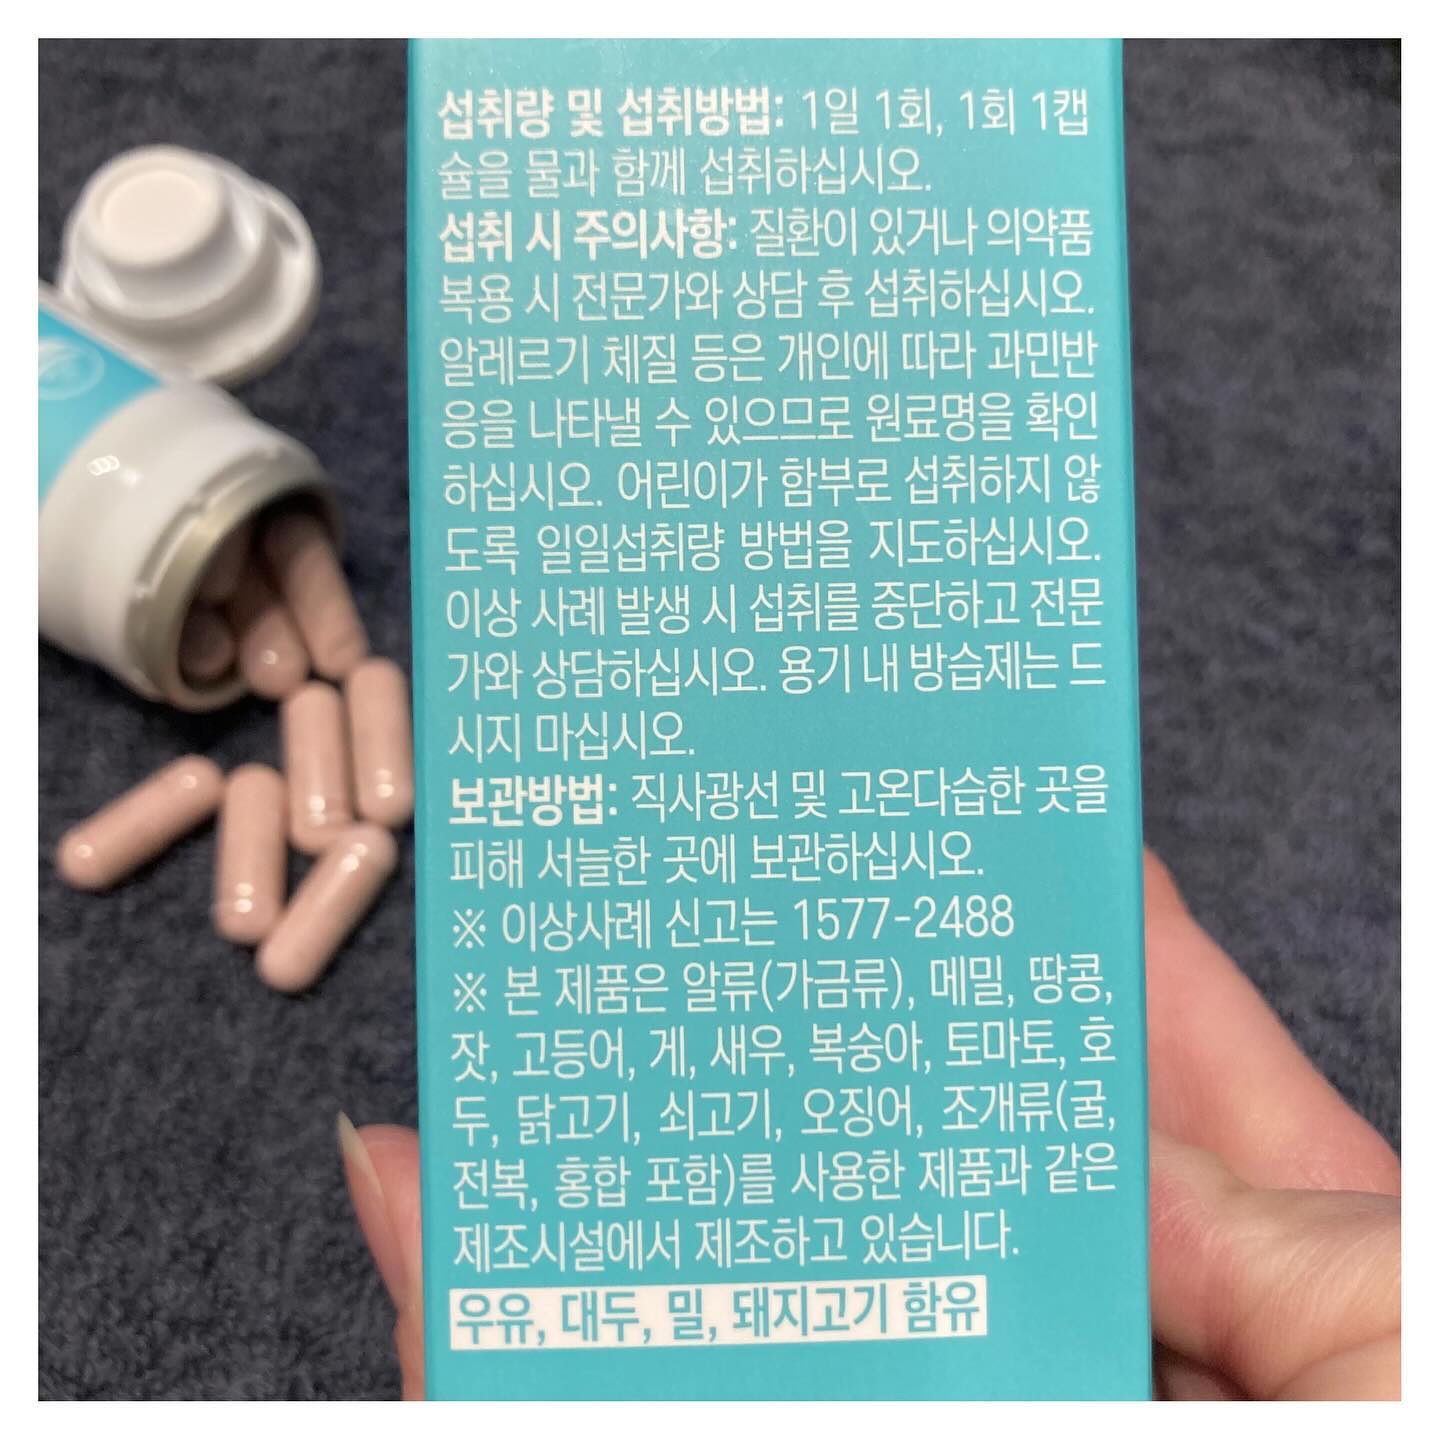 섭취량 및 섭취방법: 1일 1회, 1회 1캡
슐을 물과 함께 섭취하십시오.
섭취 시 주의사항: 질환이 있거나 의약품
복용 시 전문가와 상담 후 섭취하십시오.
알레르기 체질 등은 개인에 따라 과민반
응을 나타낼 수 있으므로 원료명을 확인
하십시오. 어린이가 함부로 섭취하지 않
도록 일일섭취량 방법을 지도하십시오.
이상 사례 발생 시 섭취를 중단하고 전문
가와 상담하십시오. 용기 내 방습제는 드
시지 마십시오.
보관방법: 직사광선 및 고온다습한 곳을
피해 서늘한 곳에 보관하십시오.
※ 이상사례 신고는 1577-2488
※ 본 제품은 알류(가금류), 메밀, 땅콩,
잣, 고등어, 게, 새우, 복숭아, 토마토, 호
두, 닭고기, 쇠고기, 오징어, 조개류(굴,
전복, 홍합 포함)를 사용한 제품과 같은
제조시설에서 제조하고 있습니다.
우유, 대두, 밀, 돼지고기 함유